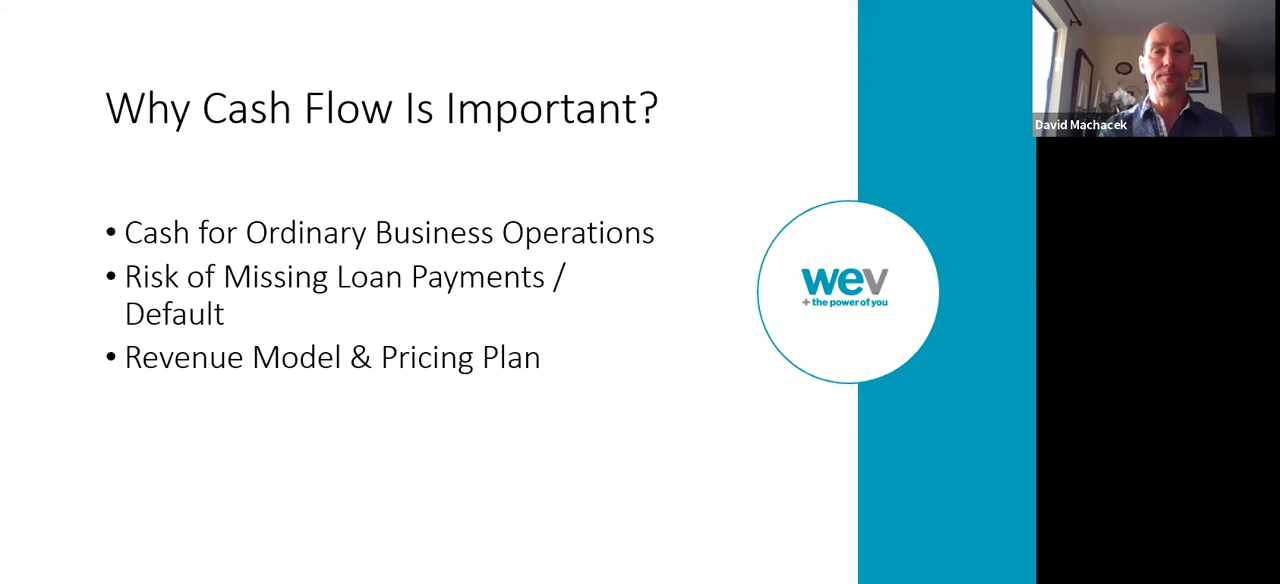 Why Cash Flow Is Important?
• Cash for Ordinary Business Operations
• Risk of Missing Loan Payments /
Default
• Revenue Model & Pricing Plan
wev
+ the power of you
David Machacek